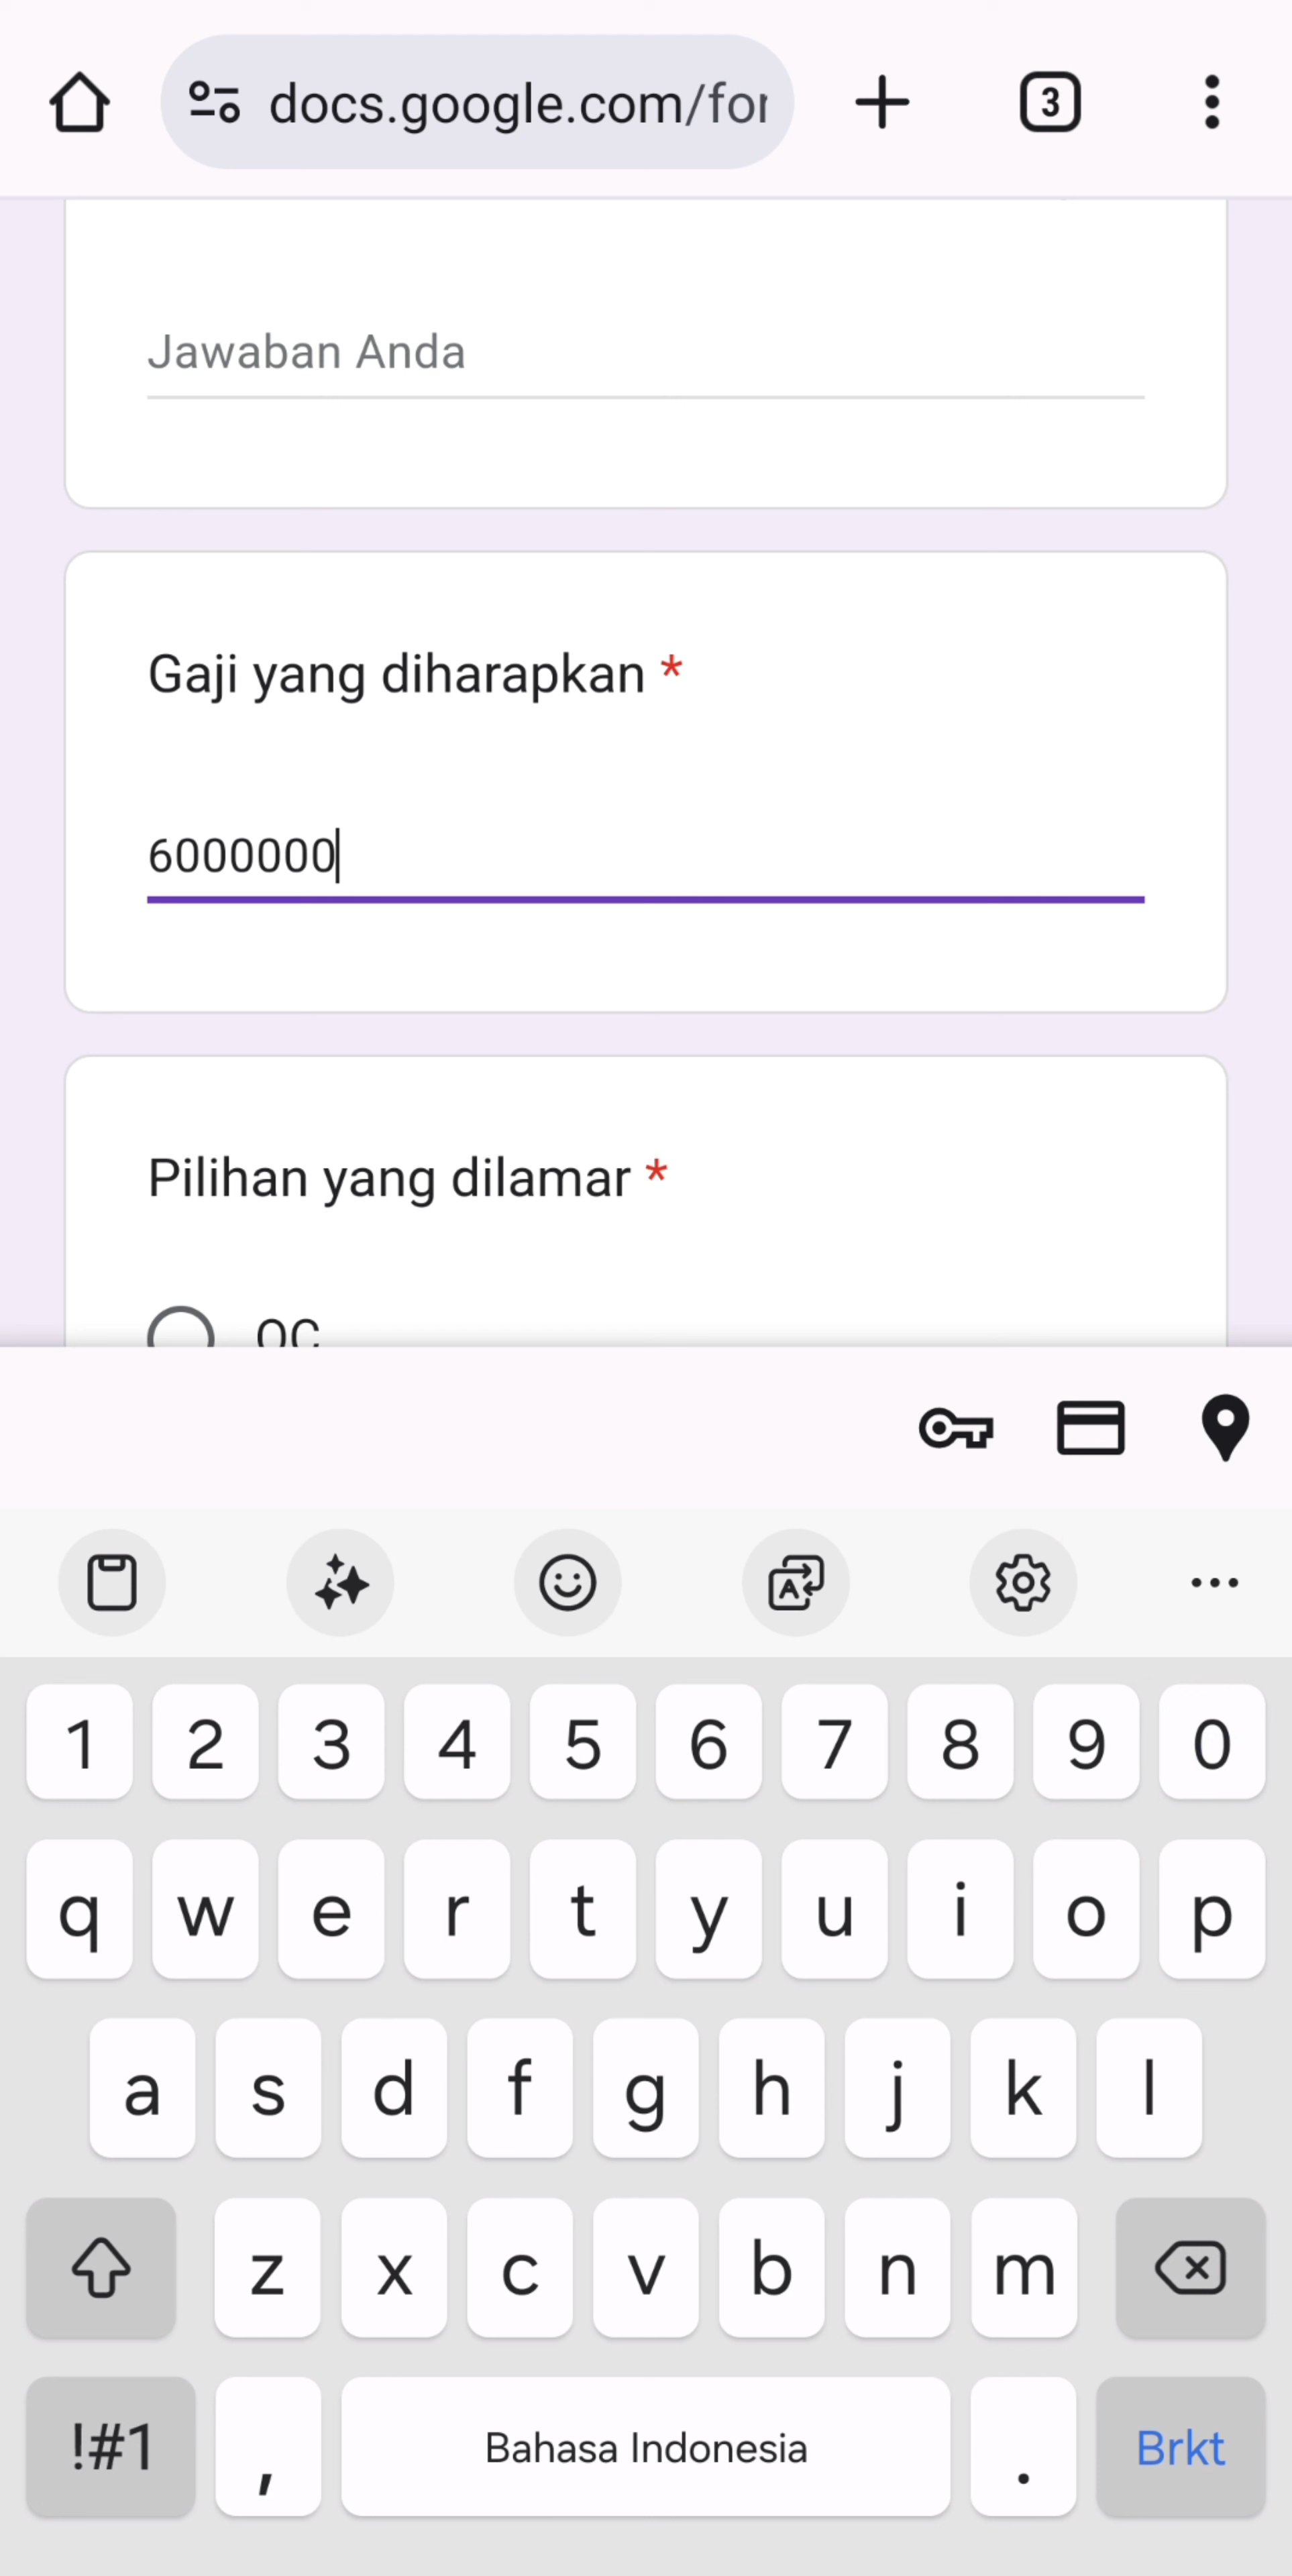 docs.google.com/for
3
Jawaban Anda
Gaji yang diharapkan *
6000000
Pilihan yang dilamar *
QC
1 2 3 4 5 6 7 8 9 0
q w e r t y u i o p
a s d f g h j k l
z x c v b n m
!#1 , Bahasa Indonesia . Brkt